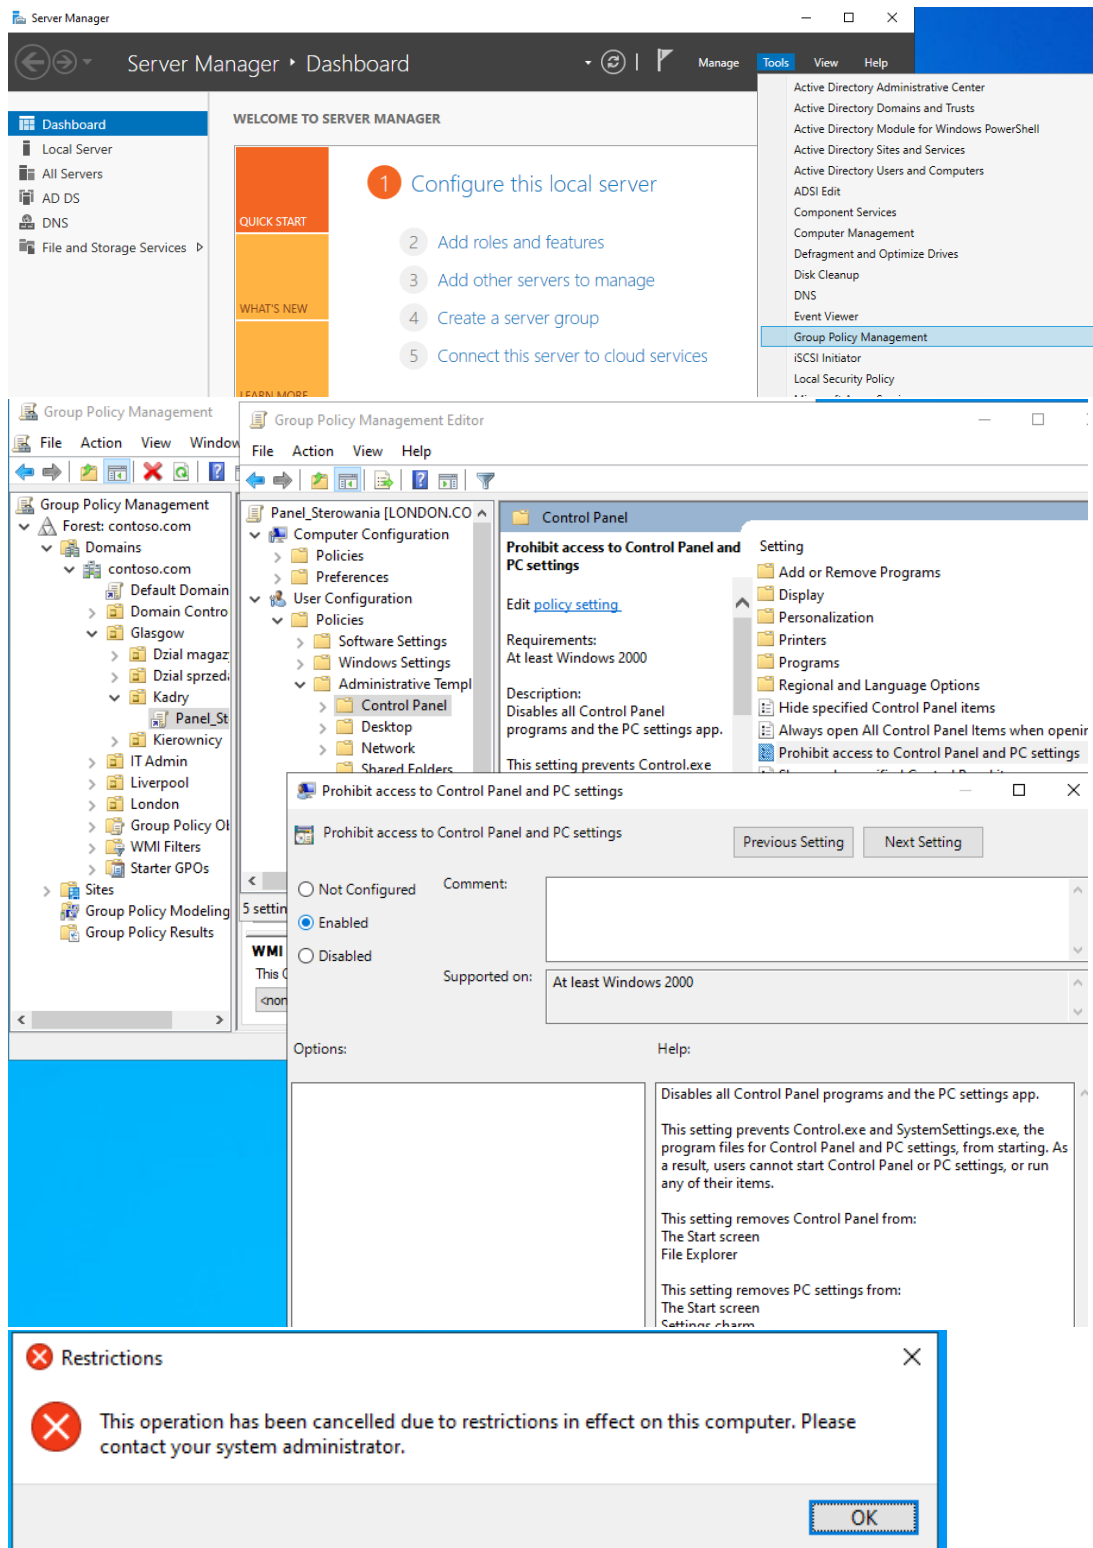 Server Manager
Server Manager • Dashboard
Manage Tools View Help
Dashboard
Local Server
All Servers
AD DS
DNS
File and Storage Services
WELCOME TO SERVER MANAGER
QUICK START
WHAT'S NEW
LEARN MORE
1 Configure this local server
2 Add roles and features
3 Add other servers to manage
4 Create a server group
5 Connect this server to cloud services
Active Directory Administrative Center
Active Directory Domains and Trusts
Active Directory Module for Windows PowerShell
Active Directory Sites and Services
Active Directory Users and Computers
ADSI Edit
Component Services
Computer Management
Defragment and Optimize Drives
Disk Cleanup
DNS
Event Viewer
Group Policy Management
iSCSI Initiator
Local Security Policy
Group Policy Management
File Action View Window
Group Policy Management
Forest: contoso.com
Domains
contoso.com
Default Domain
Domain Contro
Glasgow
Dzial magaz
Dzial sprzed
Kadry
Panel_St
Kierownicy
IT Admin
Liverpool
London
Group Policy Ob
WMI Filters
Starter GPOs
Sites
Group Policy Modeling
Group Policy Results
Group Policy Management Editor
File Action View Help
Panel_Sterowania [LONDON.CO
Computer Configuration
Policies
Preferences
User Configuration
Policies
Software Settings
Windows Settings
Administrative Templ
Control Panel
Desktop
Network
Shared Folders
5 settin
WMI
This
<non
Control Panel
Prohibit access to Control Panel and
PC settings
Edit policy setting
Requirements:
At least Windows 2000
Description:
Disables all Control Panel
programs and the PC settings app.
This setting prevents Control.exe
Setting
Add or Remove Programs
Display
Personalization
Printers
Programs
Regional and Language Options
Hide specified Control Panel items
Always open All Control Panel Items when openin
Prohibit access to Control Panel and PC settings
Prohibit access to Control Panel and PC settings
Prohibit access to Control Panel and PC settings
Previous Setting Next Setting
Not Configured
Enabled
Disabled
Comment:
Supported on:
At least Windows 2000
Options:
Help:
Disables all Control Panel programs and the PC settings app.
This setting prevents Control.exe and SystemSettings.exe, the
program files for Control Panel and PC settings, from starting. As
a result, users cannot start Control Panel or PC settings, or run
any of their items.
This setting removes Control Panel from:
The Start screen
File Explorer
This setting removes PC settings from:
The Start screen
Settings charm
Restrictions
This operation has been cancelled due to restrictions in effect on this computer. Please
contact your system administrator.
OK